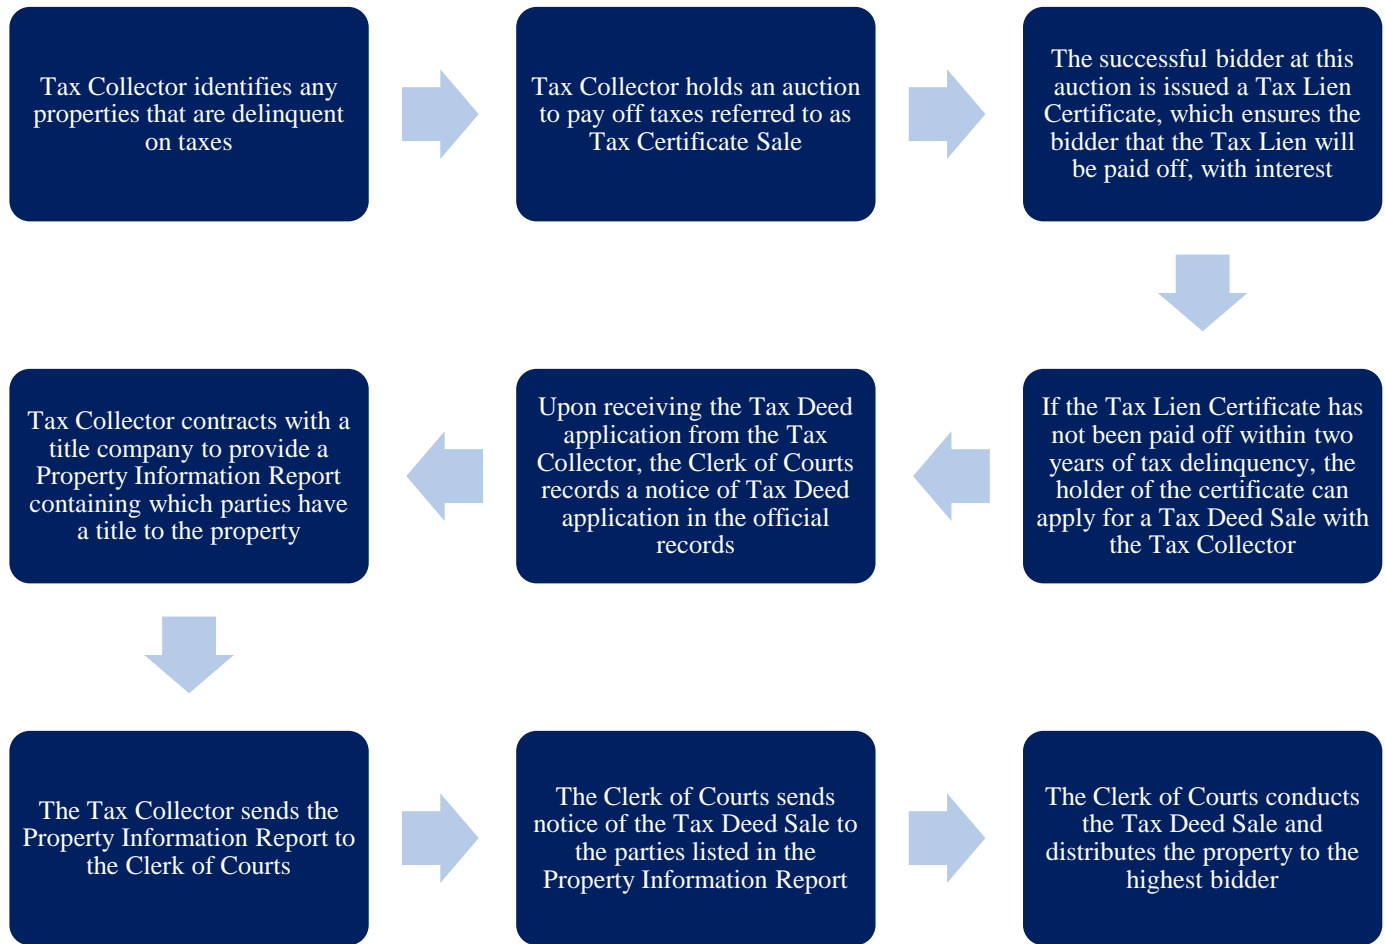 Tax Collector identifies any
properties that are delinquent
on taxes
Tax Collector holds an auction
to pay off taxes referred to as
Tax Certificate Sale
The successful bidder at this
auction is issued a Tax Lien
Certificate, which ensures the
bidder that the Tax Lien will
be paid off, with interest
If the Tax Lien Certificate has
not been paid off within two
years of tax delinquency, the
holder of the certificate can
apply for a Tax Deed Sale with
the Tax Collector
Upon receiving the Tax Deed
application from the Tax
Collector, the Clerk of Courts
records a notice of Tax Deed
application in the official
records
Tax Collector contracts with a
title company to provide a
Property Information Report
containing which parties have
a title to the property
The Tax Collector sends the
Property Information Report to
the Clerk of Courts
The Clerk of Courts sends
notice of the Tax Deed Sale to
the parties listed in the
Property Information Report
The Clerk of Courts conducts
the Tax Deed Sale and
distributes the property to the
highest bidder